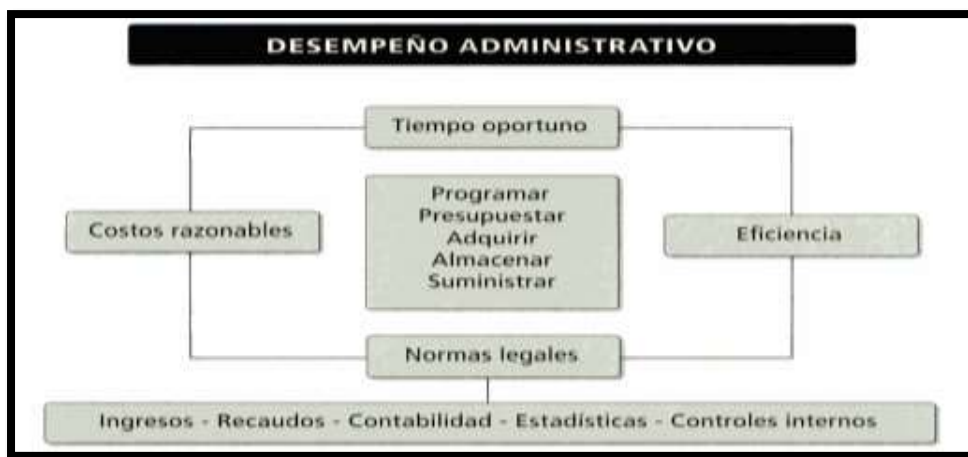 DESEMPEÑO ADMINISTRATIVO
Tiempo oportuno
Costos razonables
Programar
Presupuestar
Adquirir
Almacenar
Suministrar
Eficiencia
Normas legales
Ingresos - Recaudos - Contabilidad - Estadísticas - Controles internos